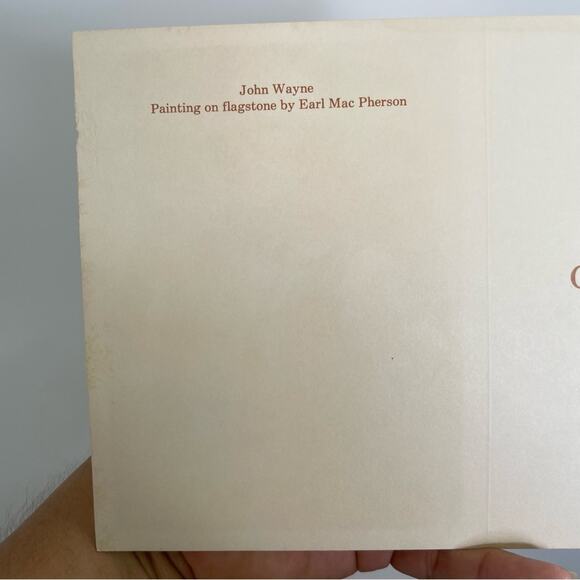 John Wayne
Painting on flagstone by Earl Mac Pherson